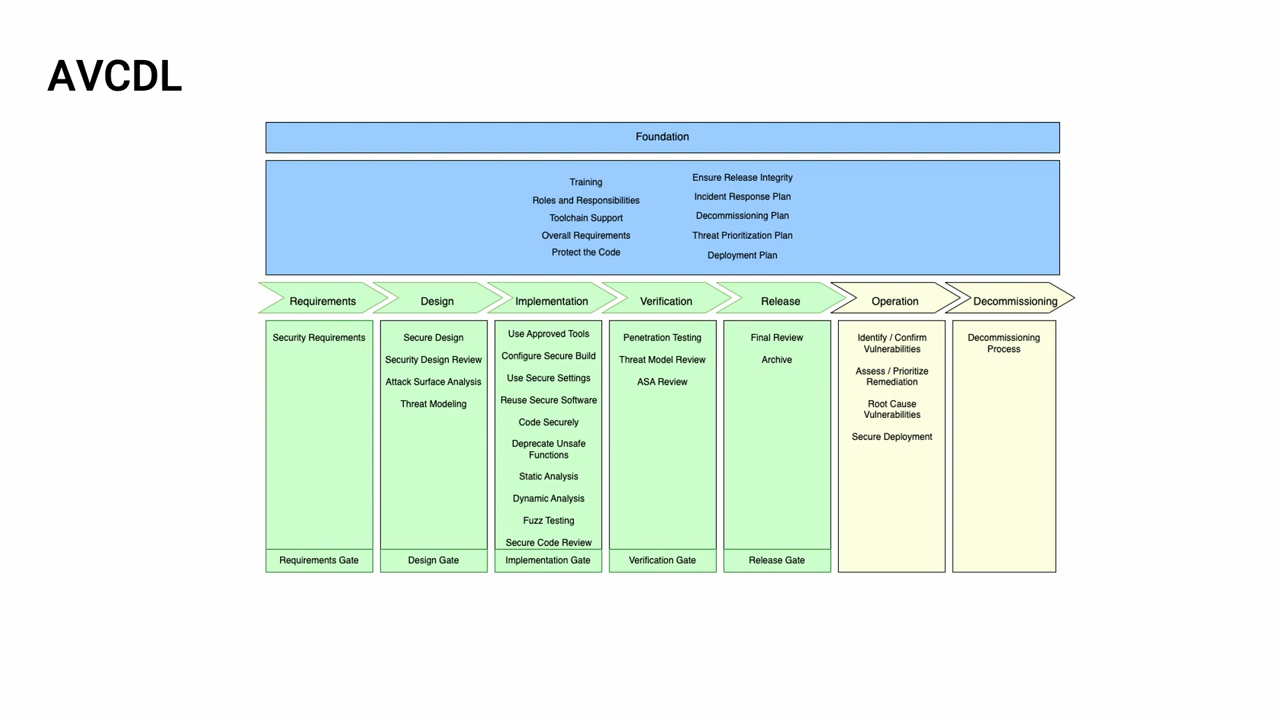 AVCDL
Foundation
Training
Roles and Responsibilities
Toolchain Support
Overall Requirements
Protect the Code
Ensure Release Integrity
Incident Response Plan
Decommissioning Plan
Threat Prioritization Plan
Deployment Plan
Requirements
Design
Implementation
Verification
Release
Operation
Decommissioning
Security Requirements
Requirements Gate
Secure Design
Security Design Review
Attack Surface Analysis
Threat Modeling
Design Gate
Use Approved Tools
Configure Secure Build
Use Secure Settings
Reuse Secure Software
Code Securely
Deprecate Unsafe
Functions
Static Analysis
Dynamic Analysis
Fuzz Testing
Secure Code Review
Implementation Gate
Penetration Testing
Threat Model Review
ASA Review
Verification Gate
Final Review
Archive
Release Gate
Identify / Confirm
Vulnerabilities
Assess / Prioritize
Remediation
Root Cause
Vulnerabilities
Secure Deployment
Decommissioning
Process